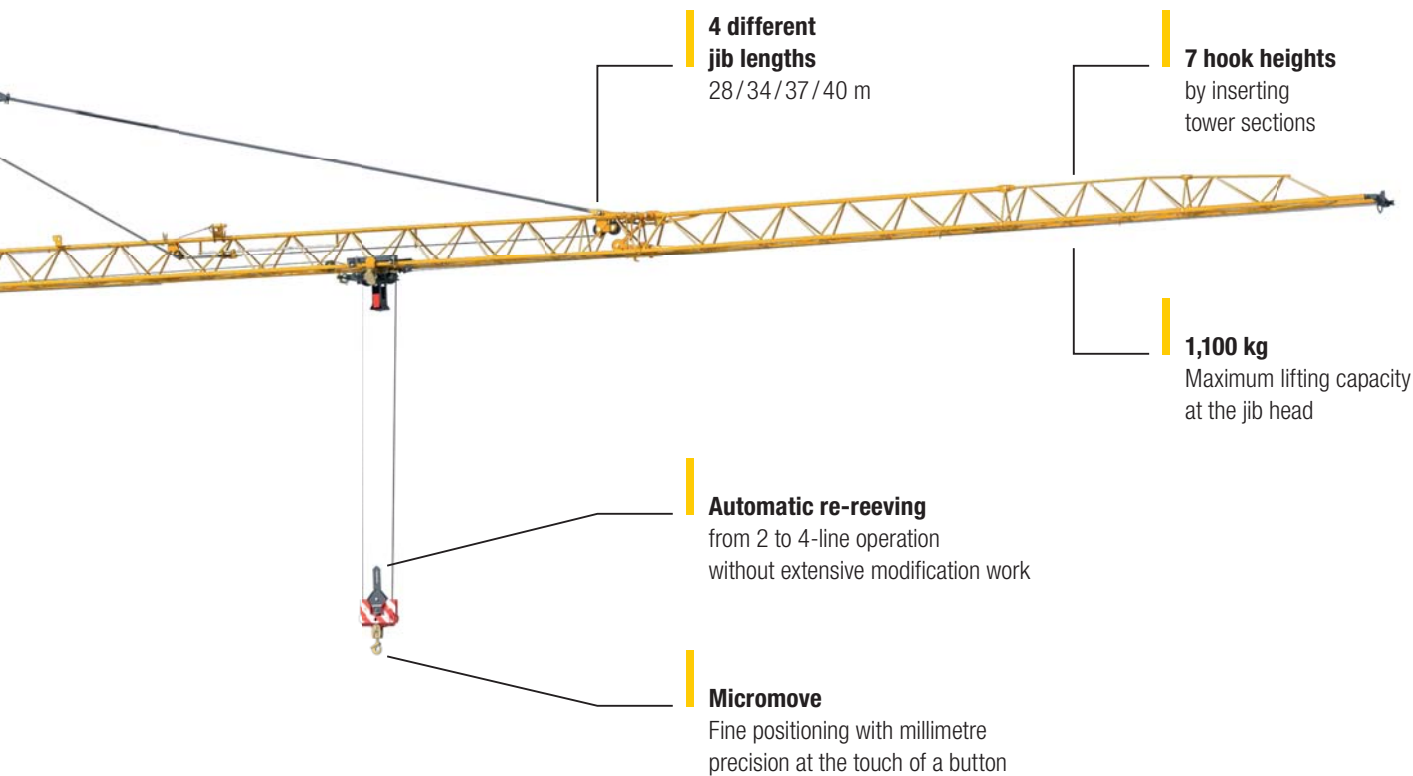 4 different
jib lengths
28/34/37/40 m
7 hook heights
by inserting
tower sections
1,100 kg
Maximum lifting capacity
at the jib head
Automatic re-reeving
from 2 to 4-line operation
without extensive modification work
Micromove
Fine positioning with millimetre
precision at the touch of a button